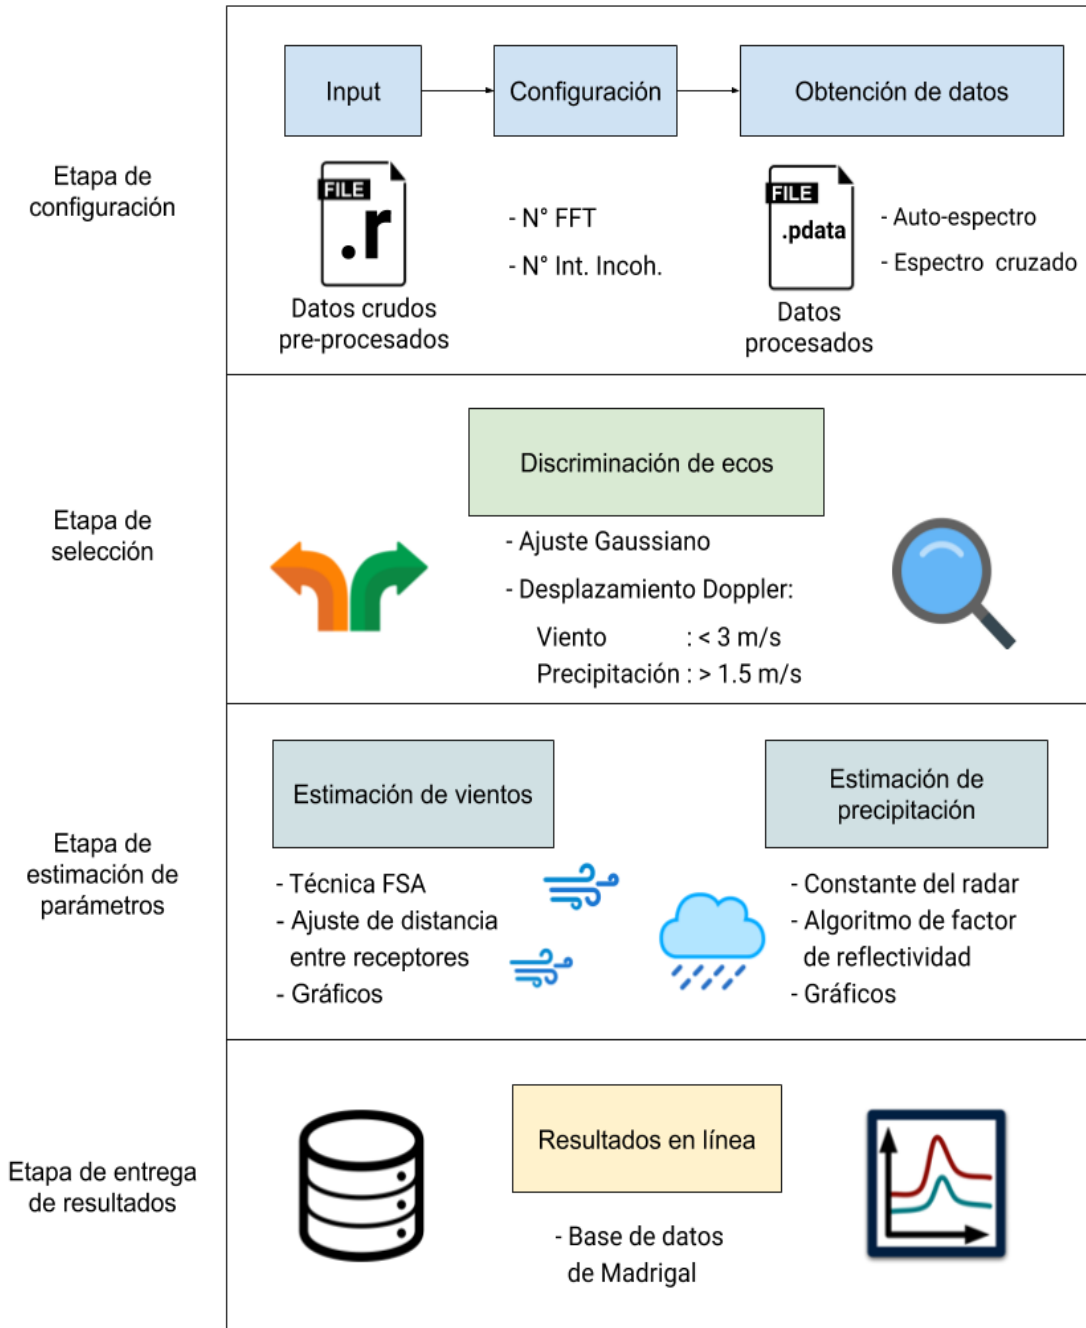 Etapa de
configuración
Input
Configuración
Obtención de datos
FILE
.r
Datos crudos
pre-procesados
- N° FFT
- N° Int. Incoh.
FILE
.pdata
Datos
procesados
- Auto-espectro
- Espectro cruzado
Etapa de
selección
Discriminación de ecos
- Ajuste Gaussiano
- Desplazamiento Doppler:
Viento : < 3 m/s
Precipitación : > 1.5 m/s
Etapa de
estimación de
parámetros
Estimación de vientos
- Técnica FSA
- Ajuste de distancia
entre receptores
- Gráficos
Estimación de
precipitación
- Constante del radar
- Algoritmo de factor
de reflectividad
- Gráficos
Etapa de entrega
de resultados
Resultados en línea
- Base de datos
de Madrigal